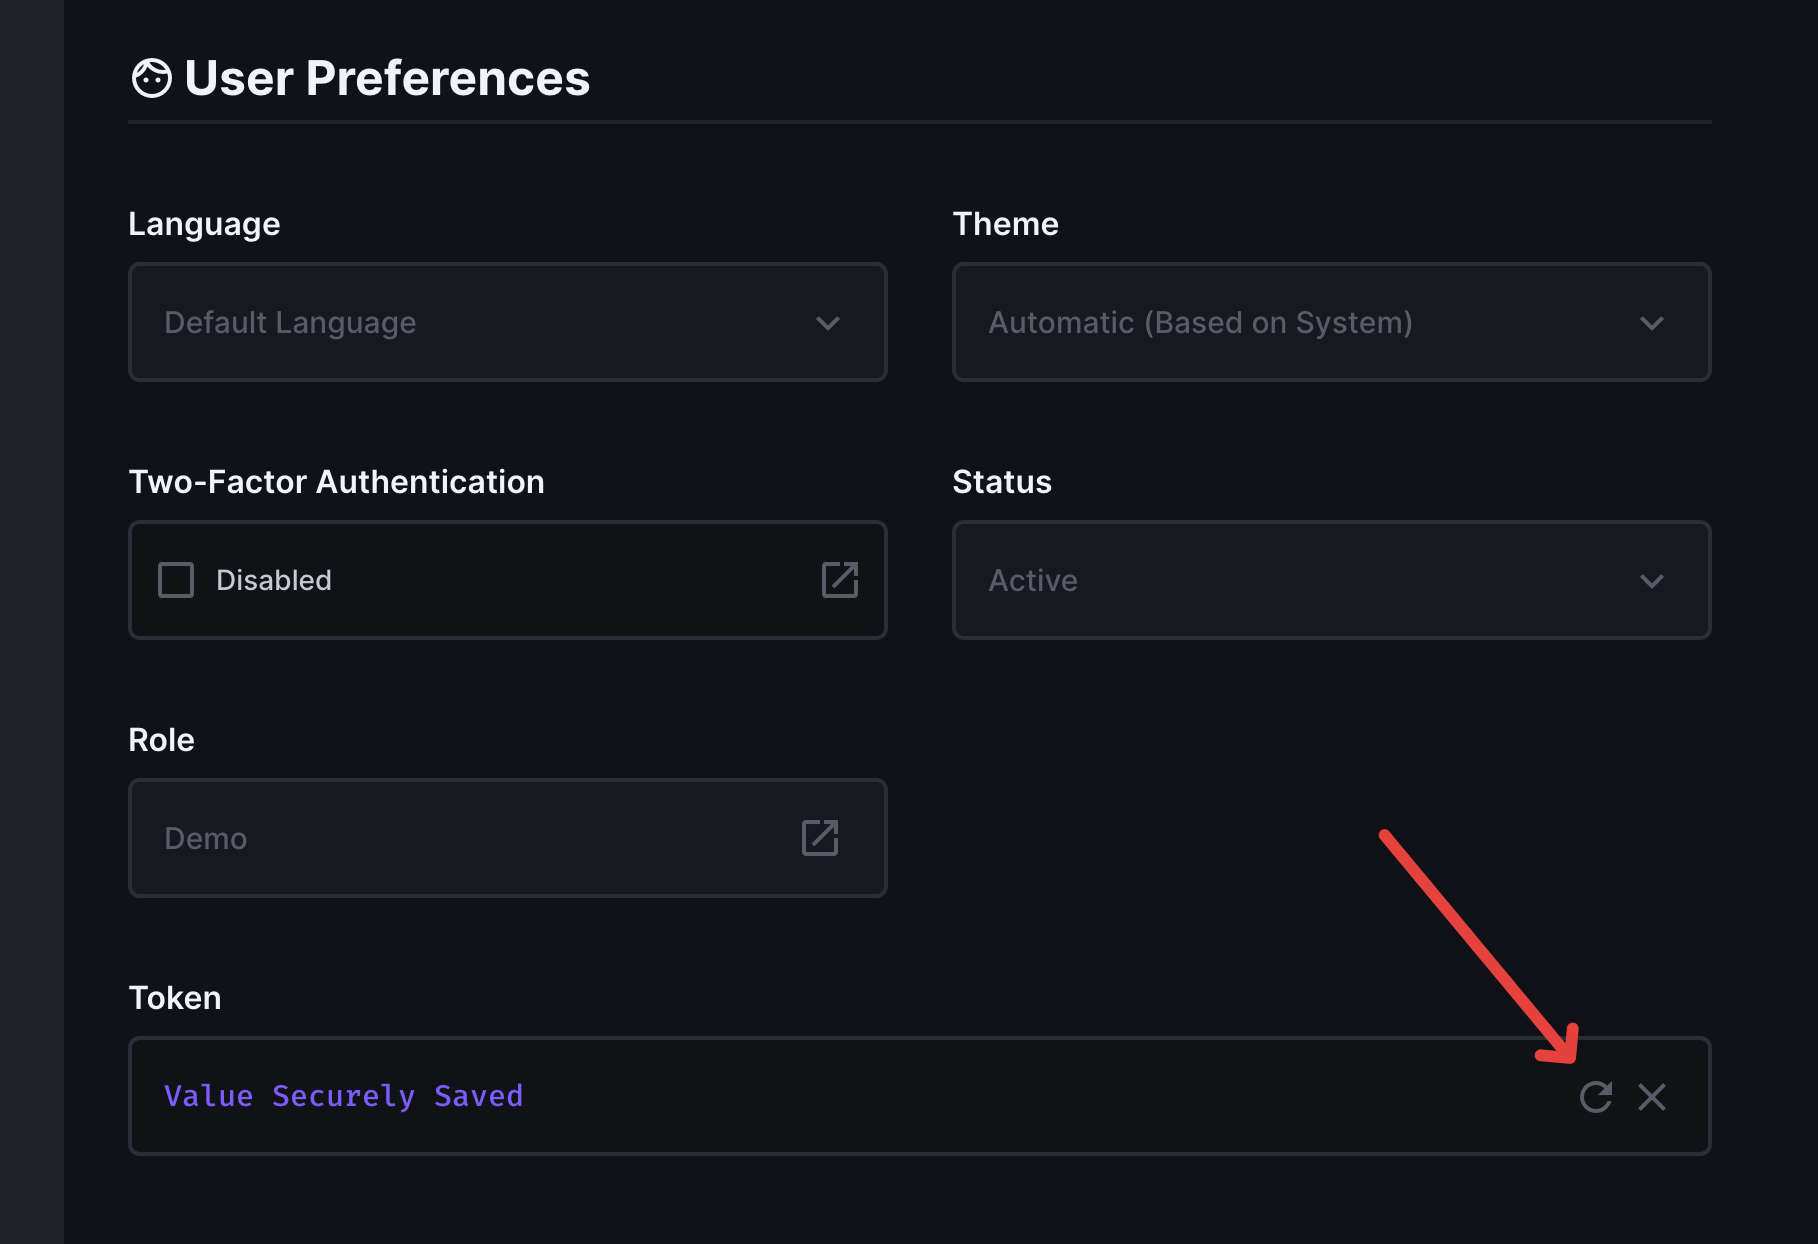 User Preferences
Language
Theme
Default Language
Automatic (Based on System)
Two-Factor Authentication
Status
Disabled
Active
Role
Demo
Token
Value Securely Saved